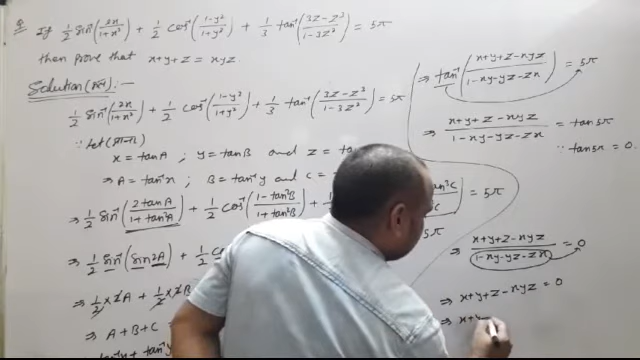 Q. If 1/2 sin⁻¹(2x/1+x²) + 1/2 cos⁻¹(1-y²/1+y²) + 1/3 tan⁻¹(3z-z³/1-3z²) = 5π
then prove that x+y+z = xyz.
Solution (हल):-
1/2 sin⁻¹(2x/1+x²) + 1/2 cos⁻¹(1-y²/1+y²) + 1/3 tan⁻¹(3z-z³/1-3z²) = 5π
∵ Let (माना)
x = tanA ; y = tanB and z = ta
⇒ A = tan⁻¹x ; B = tan⁻¹y and C =
⇒ 1/2 sin⁻¹(2tanA/1+tan²A) + 1/2 cos⁻¹(1-tan²B/1+tan²B) + = 5π
⇒ 1/2 sin⁻¹(sin2A) + 1/2 5π
⇒ 1/2 × 2A + 1/2 × 2B
⇒ A + B + C =
tan⁻¹x + tan⁻¹y
⇒ tan⁻¹(x+y+z-xyz/1-xy-yz-zx) = 5π
⇒ x+y+z-xyz/1-xy-yz-zx = tan5π
∵ tan5π = 0.
⇒ x+y+z-xyz/1-xy-yz-zx = 0
⇒ x+y+z-xyz = 0
⇒ x+y